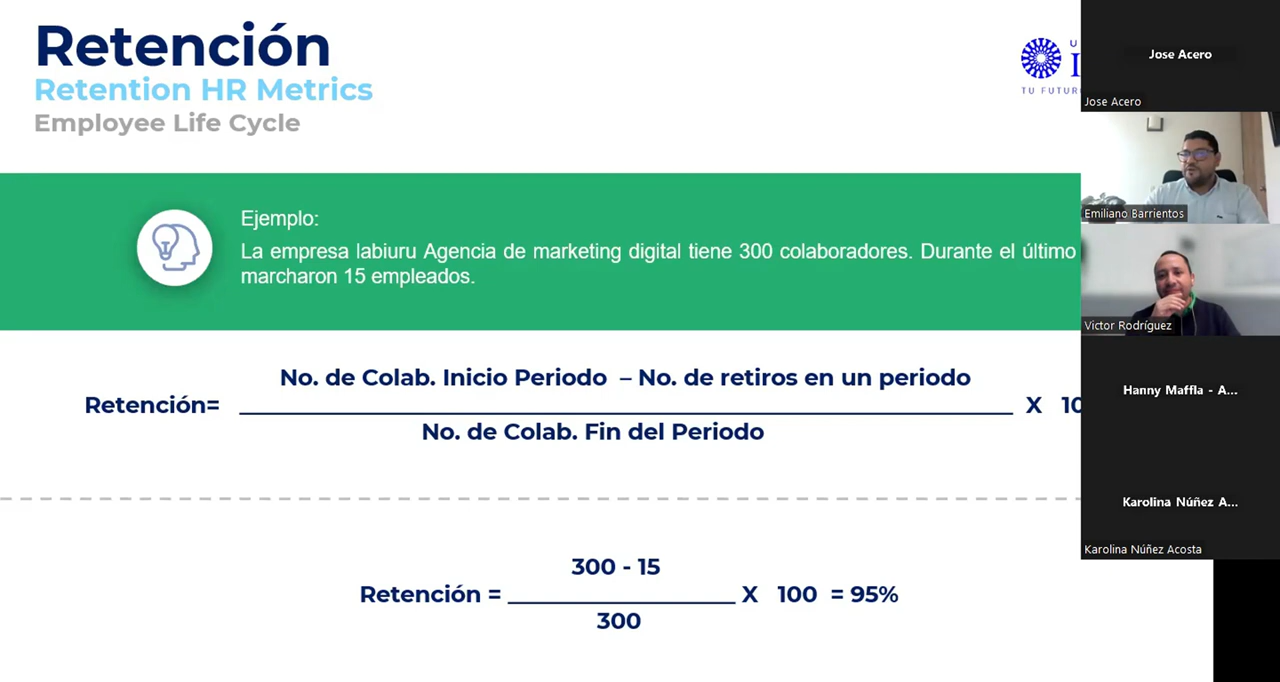 Retención
Retention HR Metrics
Employee Life Cycle
U
I
TU FUTUR
Ejemplo:
La empresa labiuru Agencia de marketing digital tiene 300 colaboradores. Durante el último
marcharon 15 empleados.
No. de Colab. Inicio Periodo – No. de retiros en un periodo
Retención= X 10
No. de Colab. Fin del Periodo
300 - 15
Retención = X 100 = 95%
300
Jose Acero
Jose Acero
Emiliano Barrientos
Victor Rodríguez
Hanny Maffla - A...
Karolina Núñez A...
Karolina Núñez Acosta